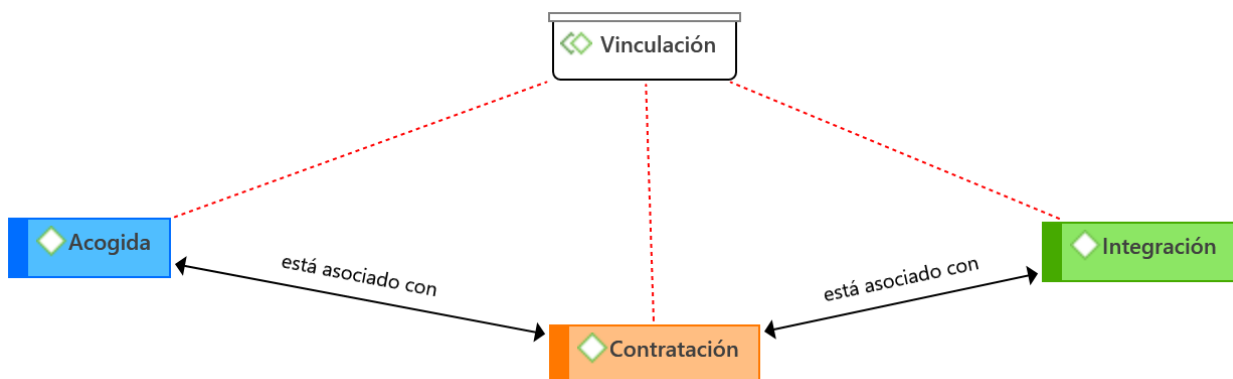 Vinculación
Acogida
está asociado con
está asociado con
Integración
Contratación